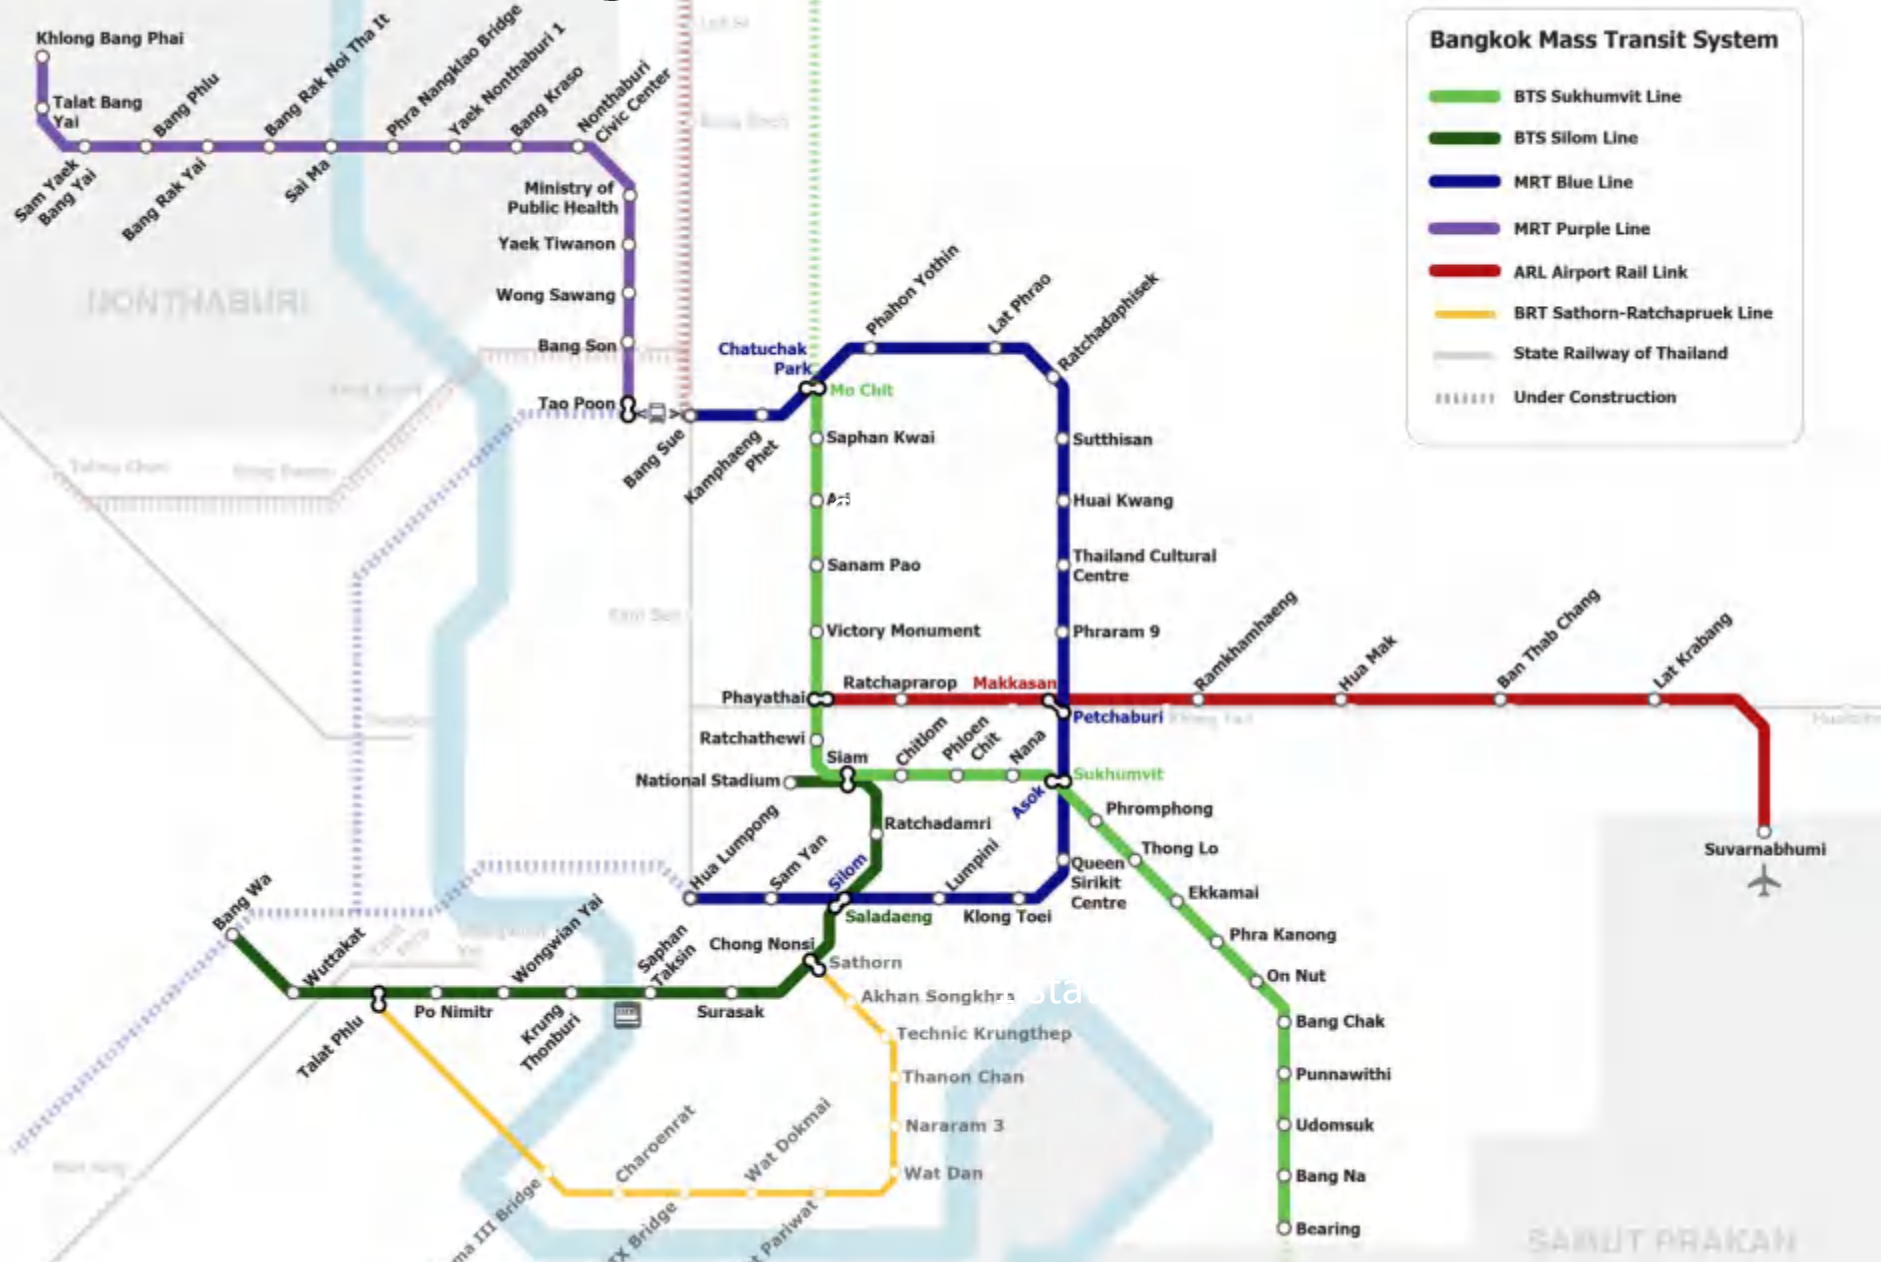 Bangkok Mass Transit System
BTS Sukhumvit Line
BTS Silom Line
MRT Blue Line
MRT Purple Line
ARL Airport Rail Link
BRT Sathorn-Ratchapruek Line
State Railway of Thailand
Under Construction
Khlong Bang Phai
Talat Bang
Yai
Sam Yaek
Bang Yai
Bang Phlu
Bang Rak Yai
Bang Rak Noi Tha It
Sai Ma
Phra Nangklao Bridge
Yaek Nonthaburi 1
Bang Kraso
Nonthaburi
Civic Center
Ministry of
Public Health
Yaek Tiwanon
Wong Sawang
Bang Son
Tao Poon
NONTHABURI
Bang Sue
Kamphaeng
Phet
Chatuchak
Park
Mo Chit
Phahon Yothin
Lat Phrao
Ratchadaphisek
Saphan Kwai
Sutthisan
Huai Kwang
Sanam Pao
Thailand Cultural
Centre
Victory Monument
Phraram 9
Phayathai
Ratchaprarop
Makkasan
Petchaburi
Ramkhamhaeng
Hua Mak
Ban Thab Chang
Lat Krabang
Suvarnabhumi
Ratchathewi
Siam
Chitlom
Phloen
Chit
Nana
Sukhumvit
Asok
National Stadium
Ratchadamri
Phromphong
Thong Lo
Ekkamai
Phra Kanong
On Nut
Bang Chak
Punnawithi
Udomsuk
Bang Na
Bearing
Hua Lumpong
Sam Yan
Silom
Saladaeng
Lumpini
Klong Toei
Queen
Sirikit
Centre
Bang Wa
Wuttakat
Talat Phlu
Po Nimitr
Wongwian Yai
Krung
Thonburi
Saphan
Taksin
Surasak
Chong Nonsi
Sathorn
Akhan Songkhro
Technic Krungthep
Thanon Chan
Nararam 3
Wat Dan
Charoenrat
Wat Dokmai
III Bridge
Bridge
Pariwat
SAMUT PRAKAN